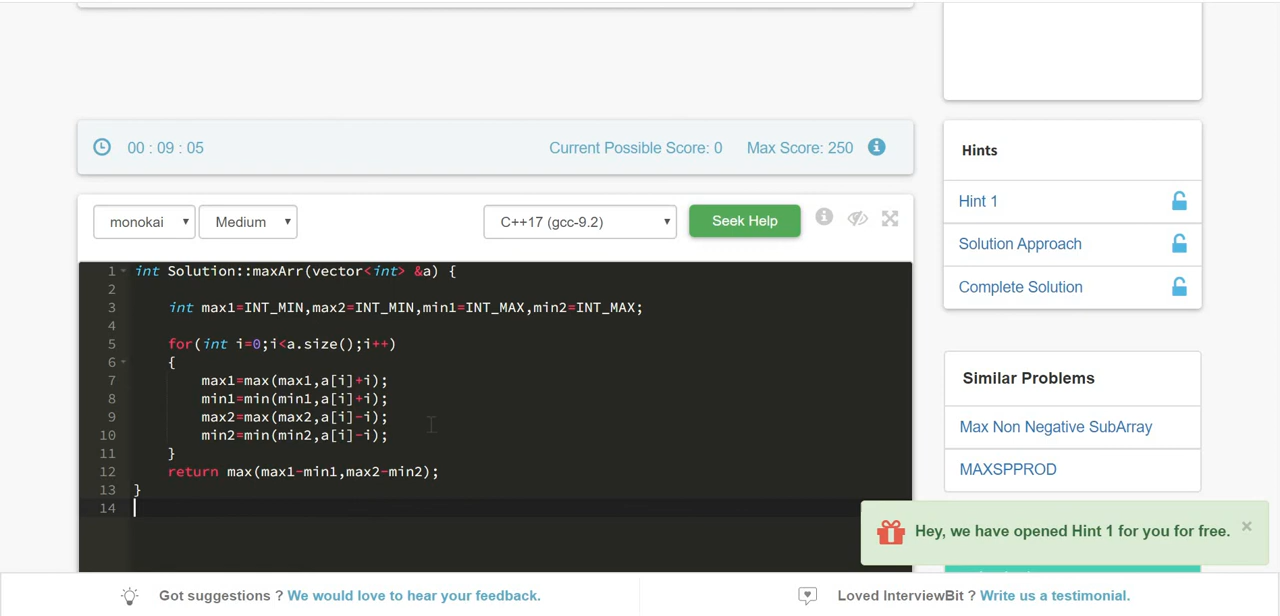 00 : 09 : 05
Current Possible Score: 0 Max Score: 250
monokai Medium C++17 (gcc-9.2) Seek Help
1 int Solution::maxArr(vector<int> &a) {
2
3 int max1=INT_MIN,max2=INT_MIN,min1=INT_MAX,min2=INT_MAX;
4
5 for(int i=0;i<a.size();i++)
6 {
7 max1=max(max1,a[i]+i);
8 min1=min(min1,a[i]+i);
9 max2=max(max2,a[i]-i);
10 min2=min(min2,a[i]-i);
11 }
12 return max(max1-min1,max2-min2);
13 }
14
Hints
Hint 1
Solution Approach
Complete Solution
Similar Problems
Max Non Negative SubArray
MAXSPPROD
Hey, we have opened Hint 1 for you for free. ×
Got suggestions ? We would love to hear your feedback.
Loved InterviewBit ? Write us a testimonial.